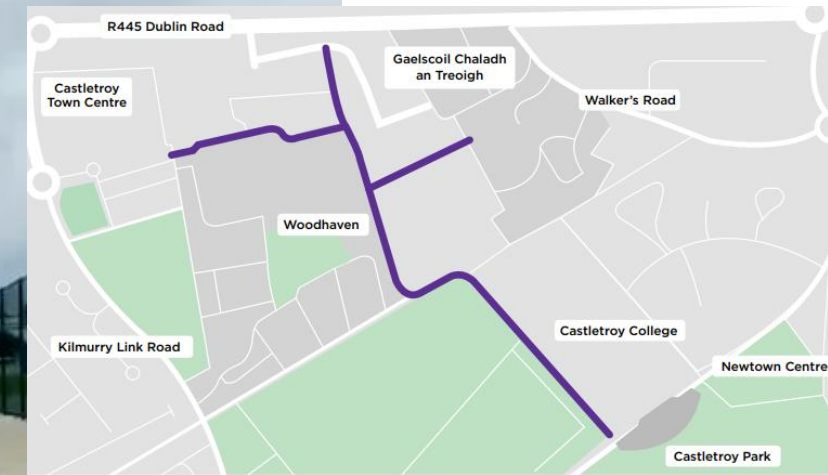 R445 Dublin Road
Gaelscoil Chaladh
an Treoigh
Castletroy
Town Centre
Walker's Road
Woodhaven
Castletroy College
Kilmurry Link Road
Newtown Centre
Castletroy Park